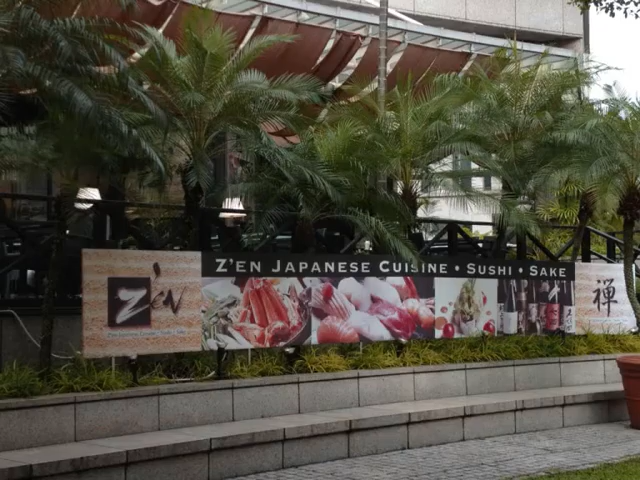 Z'EN
Z'EN JAPANESE CUISINE • SUSHI • SAKE
禅